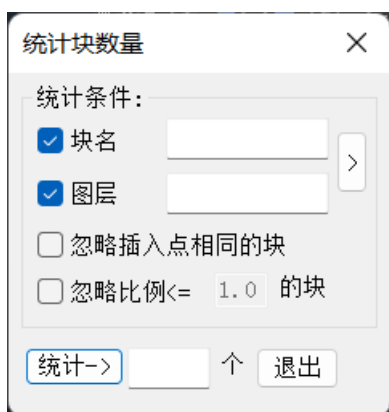 统计块数量
统计条件:
块名
>
图层
忽略插入点相同的块
忽略比例<= 1.0 的块
统计-> 个 退出